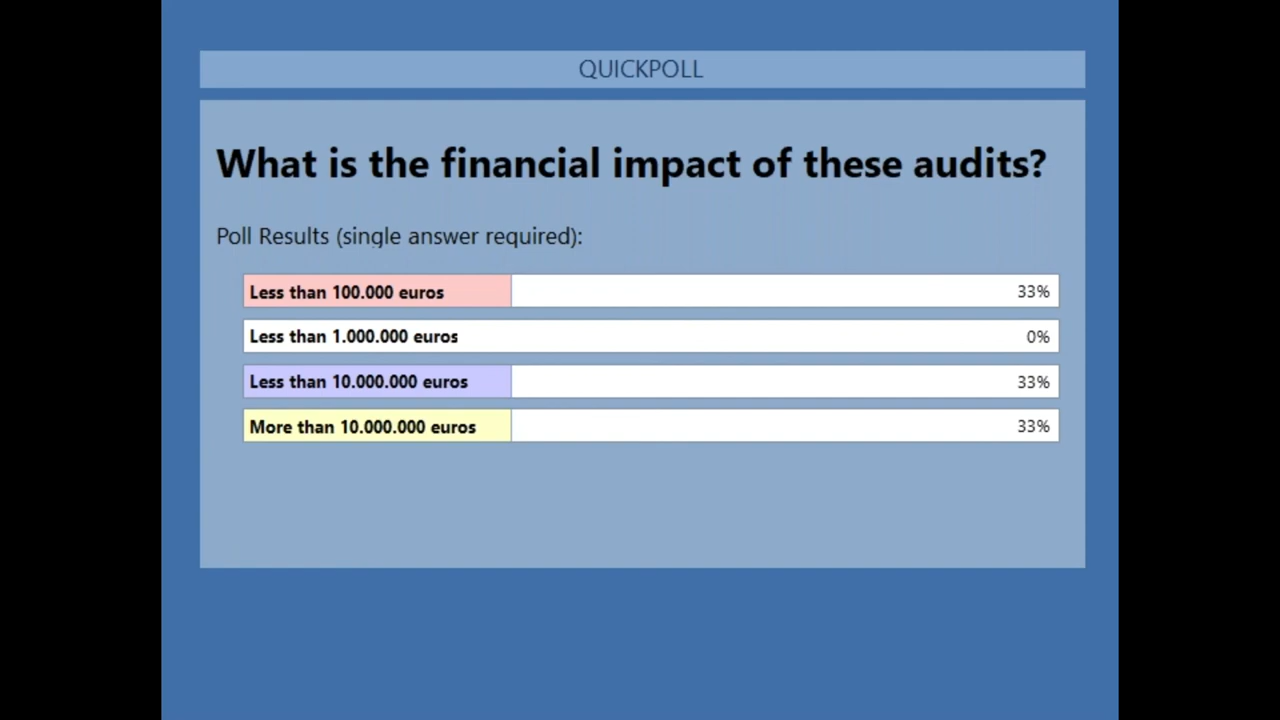 QUICKPOLL
What is the financial impact of these audits?
Poll Results (single answer required):
Less than 100.000 euros 33%
Less than 1.000.000 euros 0%
Less than 10.000.000 euros 33%
More than 10.000.000 euros 33%